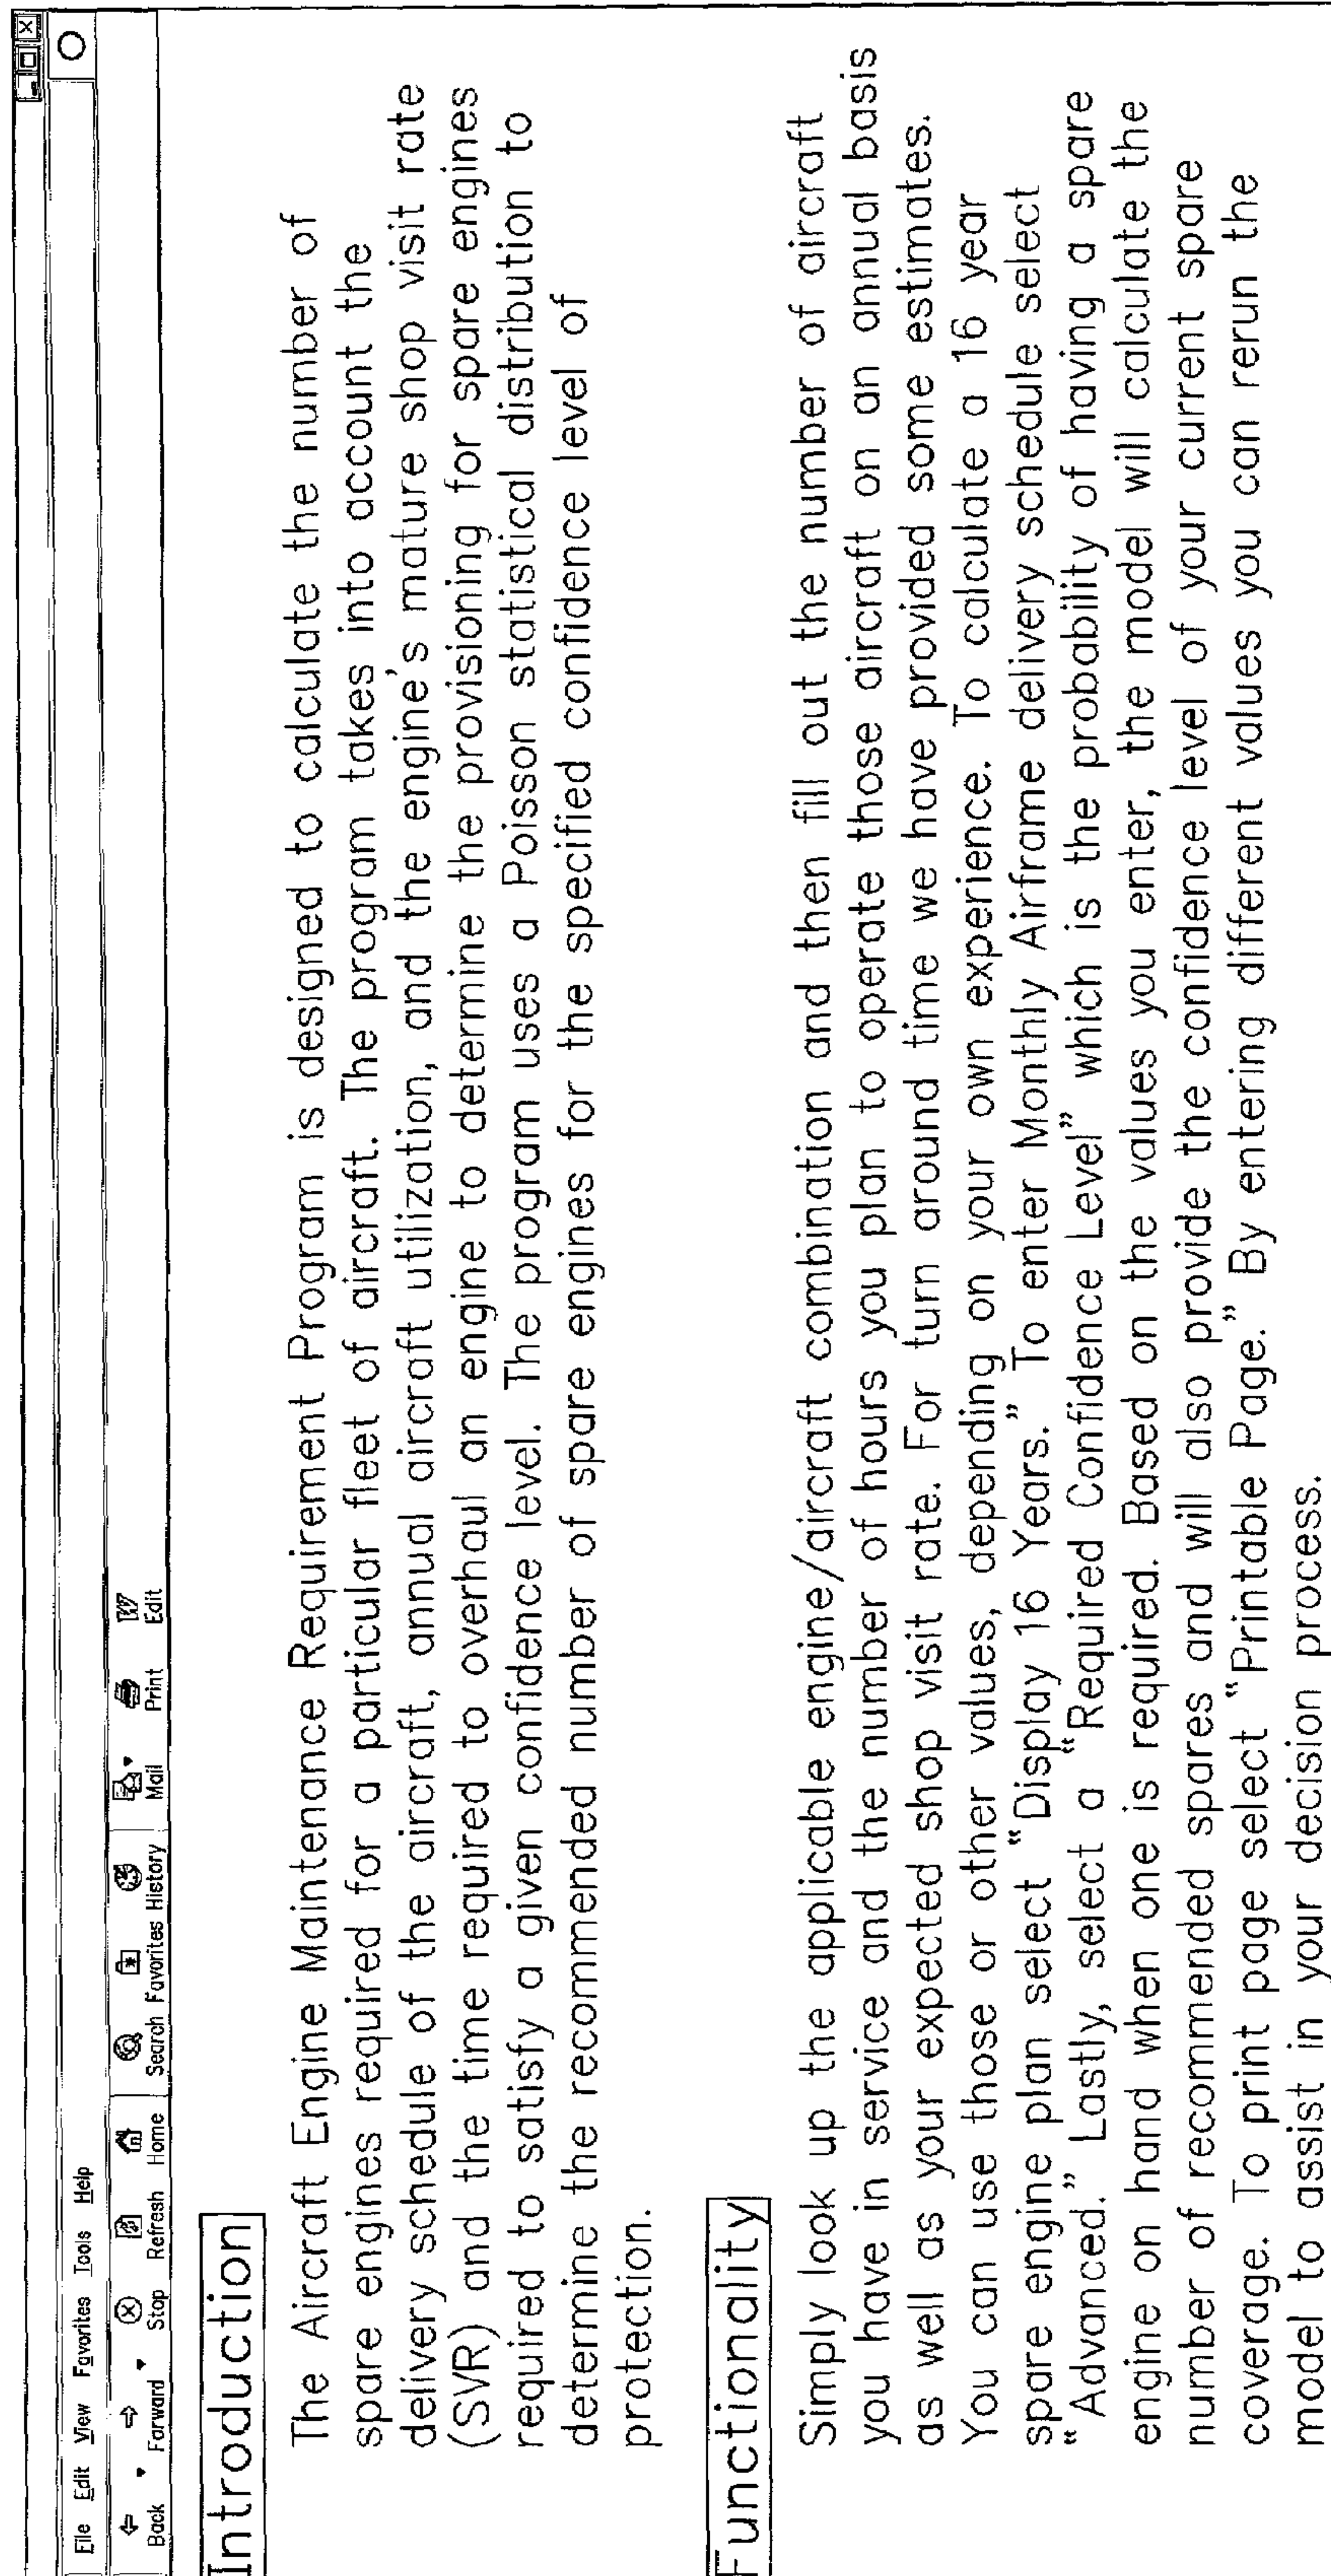 File Edit View Favorites Tools Help
Back Forward Stop Refresh Home Search Favorites History Mail Print Edit
Introduction
The Aircraft Engine Maintenance Requirement Program is designed to calculate the number of
spare engines required for a particular fleet of aircraft. The program takes into account the
delivery schedule of the aircraft, annual aircraft utilization, and the engine's mature shop visit rate
(SVR) and the time required to overhaul an engine to determine the provisioning for spare engines
required to satisfy a given confidence level. The program uses a Poisson statistical distribution to
determine the recommended number of spare engines for the specified confidence level of
protection.
Functionality
Simply look up the applicable engine/aircraft combination and then fill out the number of aircraft
you have in service and the number of hours you plan to operate those aircraft on an annual basis
as well as your expected shop visit rate. For turn around time we have provided some estimates.
You can use those or other values, depending on your own experience. To calculate a 16 year
spare engine plan select “Display 16 Years.” To enter Monthly Airframe delivery schedule select
“Advanced.” Lastly, select a “Required Confidence Level” which is the probability of having a spare
engine on hand when one is required. Based on the values you enter, the model will calculate the
number of recommended spares and will also provide the confidence level of your current spare
coverage. To print page select “Printable Page.” By entering different values you can rerun the
model to assist in your decision process.